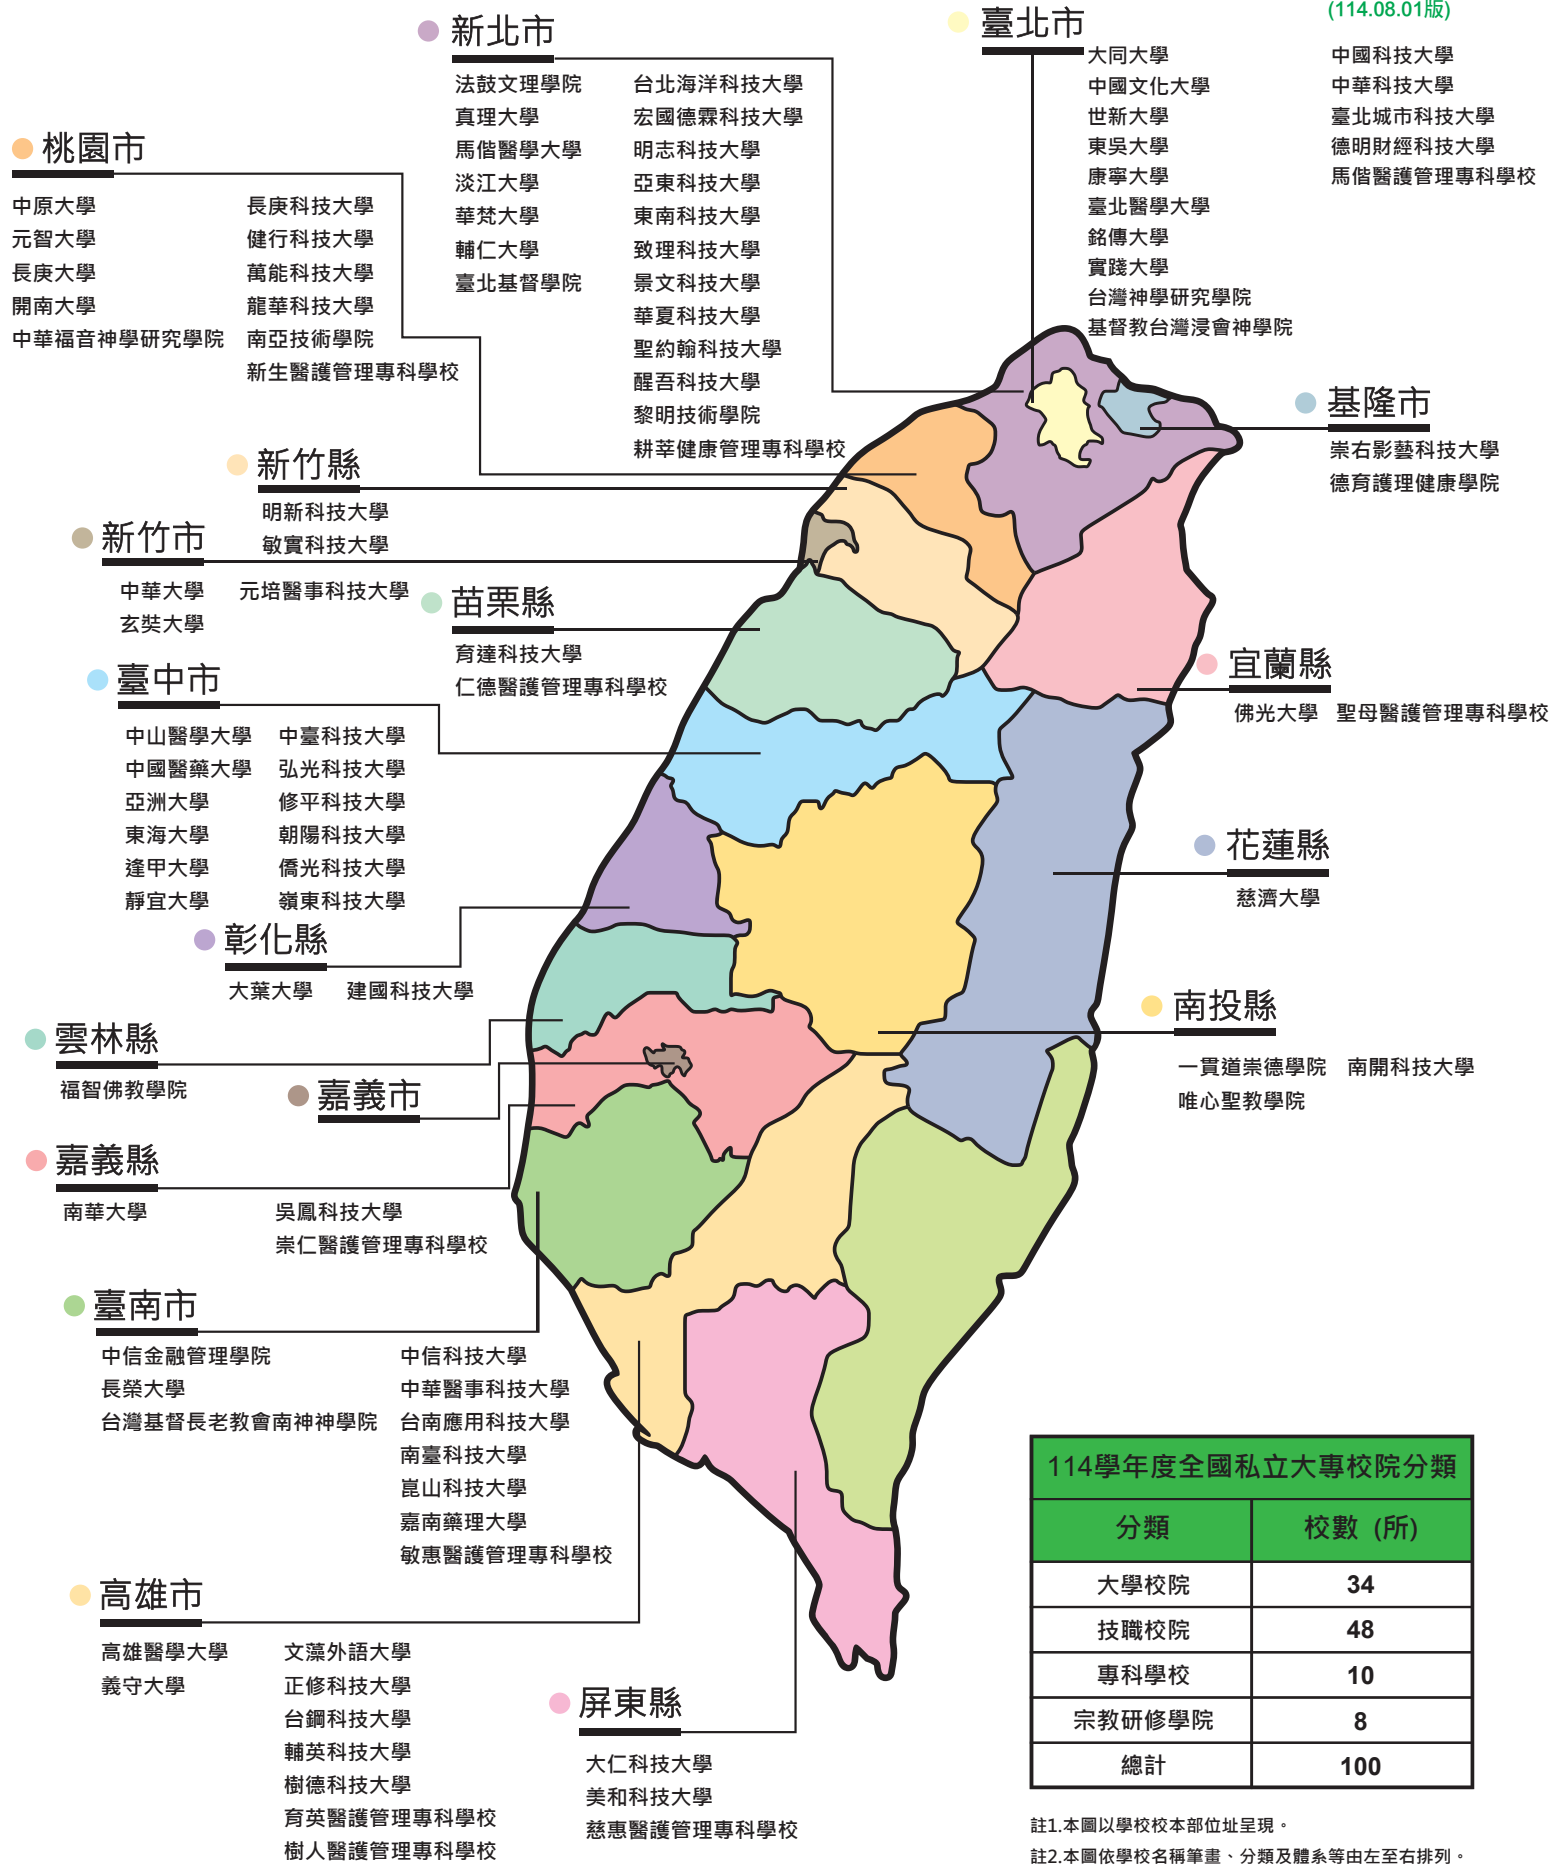 (114.08.01版)
新北市
法鼓文理學院
真理大學
馬偕醫學大學
淡江大學
華梵大學
輔仁大學
臺北基督學院
台北海洋科技大學
宏國德霖科技大學
明志科技大學
亞東科技大學
東南科技大學
致理科技大學
景文科技大學
華夏科技大學
聖約翰科技大學
醒吾科技大學
黎明技術學院
耕莘健康管理專科學校
臺北市
大同大學
中國文化大學
世新大學
東吳大學
康寧大學
臺北醫學大學
銘傳大學
實踐大學
台灣神學研究學院
基督教台灣浸會神學院
中國科技大學
中華科技大學
臺北城市科技大學
德明財經科技大學
馬偕醫護管理專科學校
桃園市
中原大學
元智大學
長庚大學
開南大學
中華福音神學研究學院
長庚科技大學
健行科技大學
萬能科技大學
龍華科技大學
南亞技術學院
新生醫護管理專科學校
基隆市
崇右影藝科技大學
德育護理健康學院
新竹縣
明新科技大學
敏實科技大學
新竹市
中華大學 元培醫事科技大學
玄奘大學
苗栗縣
育達科技大學
仁德醫護管理專科學校
宜蘭縣
佛光大學 聖母醫護管理專科學校
臺中市
中山醫學大學 中臺科技大學
中國醫藥大學 弘光科技大學
亞洲大學 修平科技大學
東海大學 朝陽科技大學
逢甲大學 僑光科技大學
靜宜大學 嶺東科技大學
花蓮縣
慈濟大學
彰化縣
大葉大學 建國科技大學
南投縣
一貫道崇德學院 南開科技大學
唯心聖教學院
雲林縣
福智佛教學院
嘉義市
嘉義縣
南華大學 吳鳳科技大學
崇仁醫護管理專科學校
臺南市
中信金融管理學院
長榮大學
台灣基督長老教會南神神學院
中信科技大學
中華醫事科技大學
台南應用科技大學
南臺科技大學
崑山科技大學
嘉南藥理大學
敏惠醫護管理專科學校
高雄市
高雄醫學大學
義守大學
文藻外語大學
正修科技大學
台鋼科技大學
輔英科技大學
樹德科技大學
育英醫護管理專科學校
樹人醫護管理專科學校
屏東縣
大仁科技大學
美和科技大學
慈惠醫護管理專科學校
114學年度全國私立大專校院分類
分類 校數 (所)
大學校院 34
技職校院 48
專科學校 10
宗教研修學院 8
總計 100
註1.本圖以學校校本部位址呈現。
註2.本圖依學校名稱筆畫、分類及體系等由左至右排列。